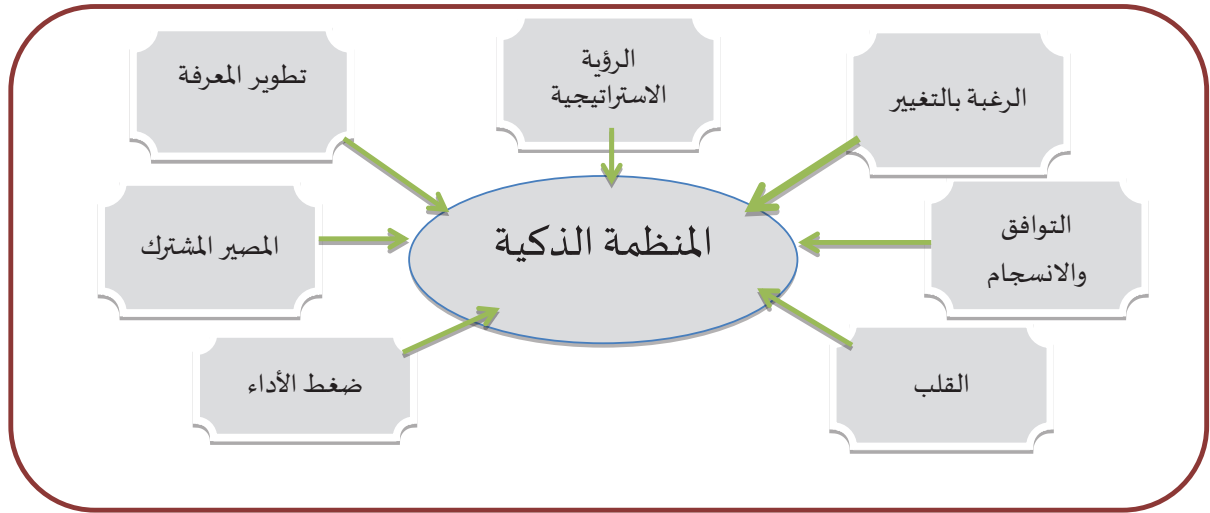 الرؤية
الاستراتيجية
الرغبة بالتغيير
تطوير المعرفة
التوافق
والانسجام
المنظمة الذكية
المصير المشترك
القلب
ضغط الأداء